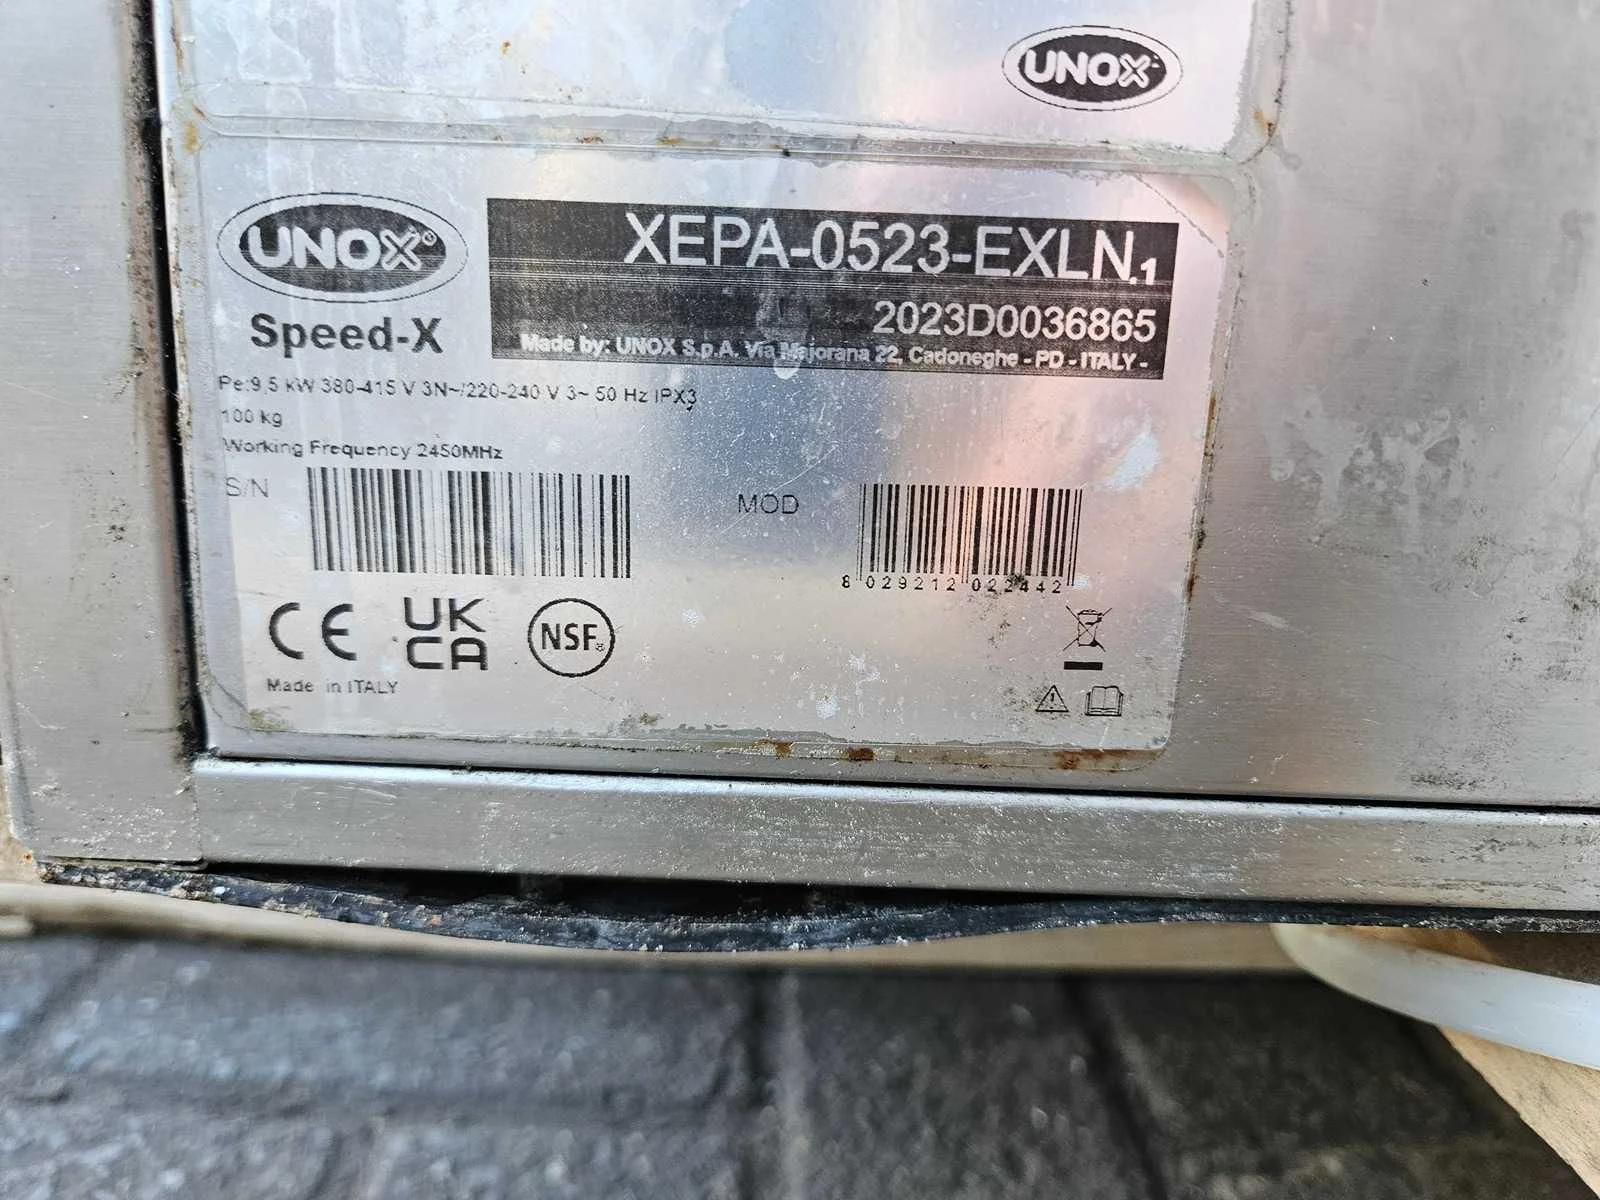 UNOX
UNOX®
Speed-X
XEPA-0523-EXLN.1
2023D0036865
Made by: UNOX S.p.A. Via Majorana 22, Cadoneghe - PD - ITALY -
Pe:9,5 kW 380-415 V 3N~/220-240 V 3~ 50 Hz IPX3
100 kg
Working Frequency 2450MHz
S/N
MOD
8 029212 022442
CE
UK
CA
NSF®
Made in ITALY